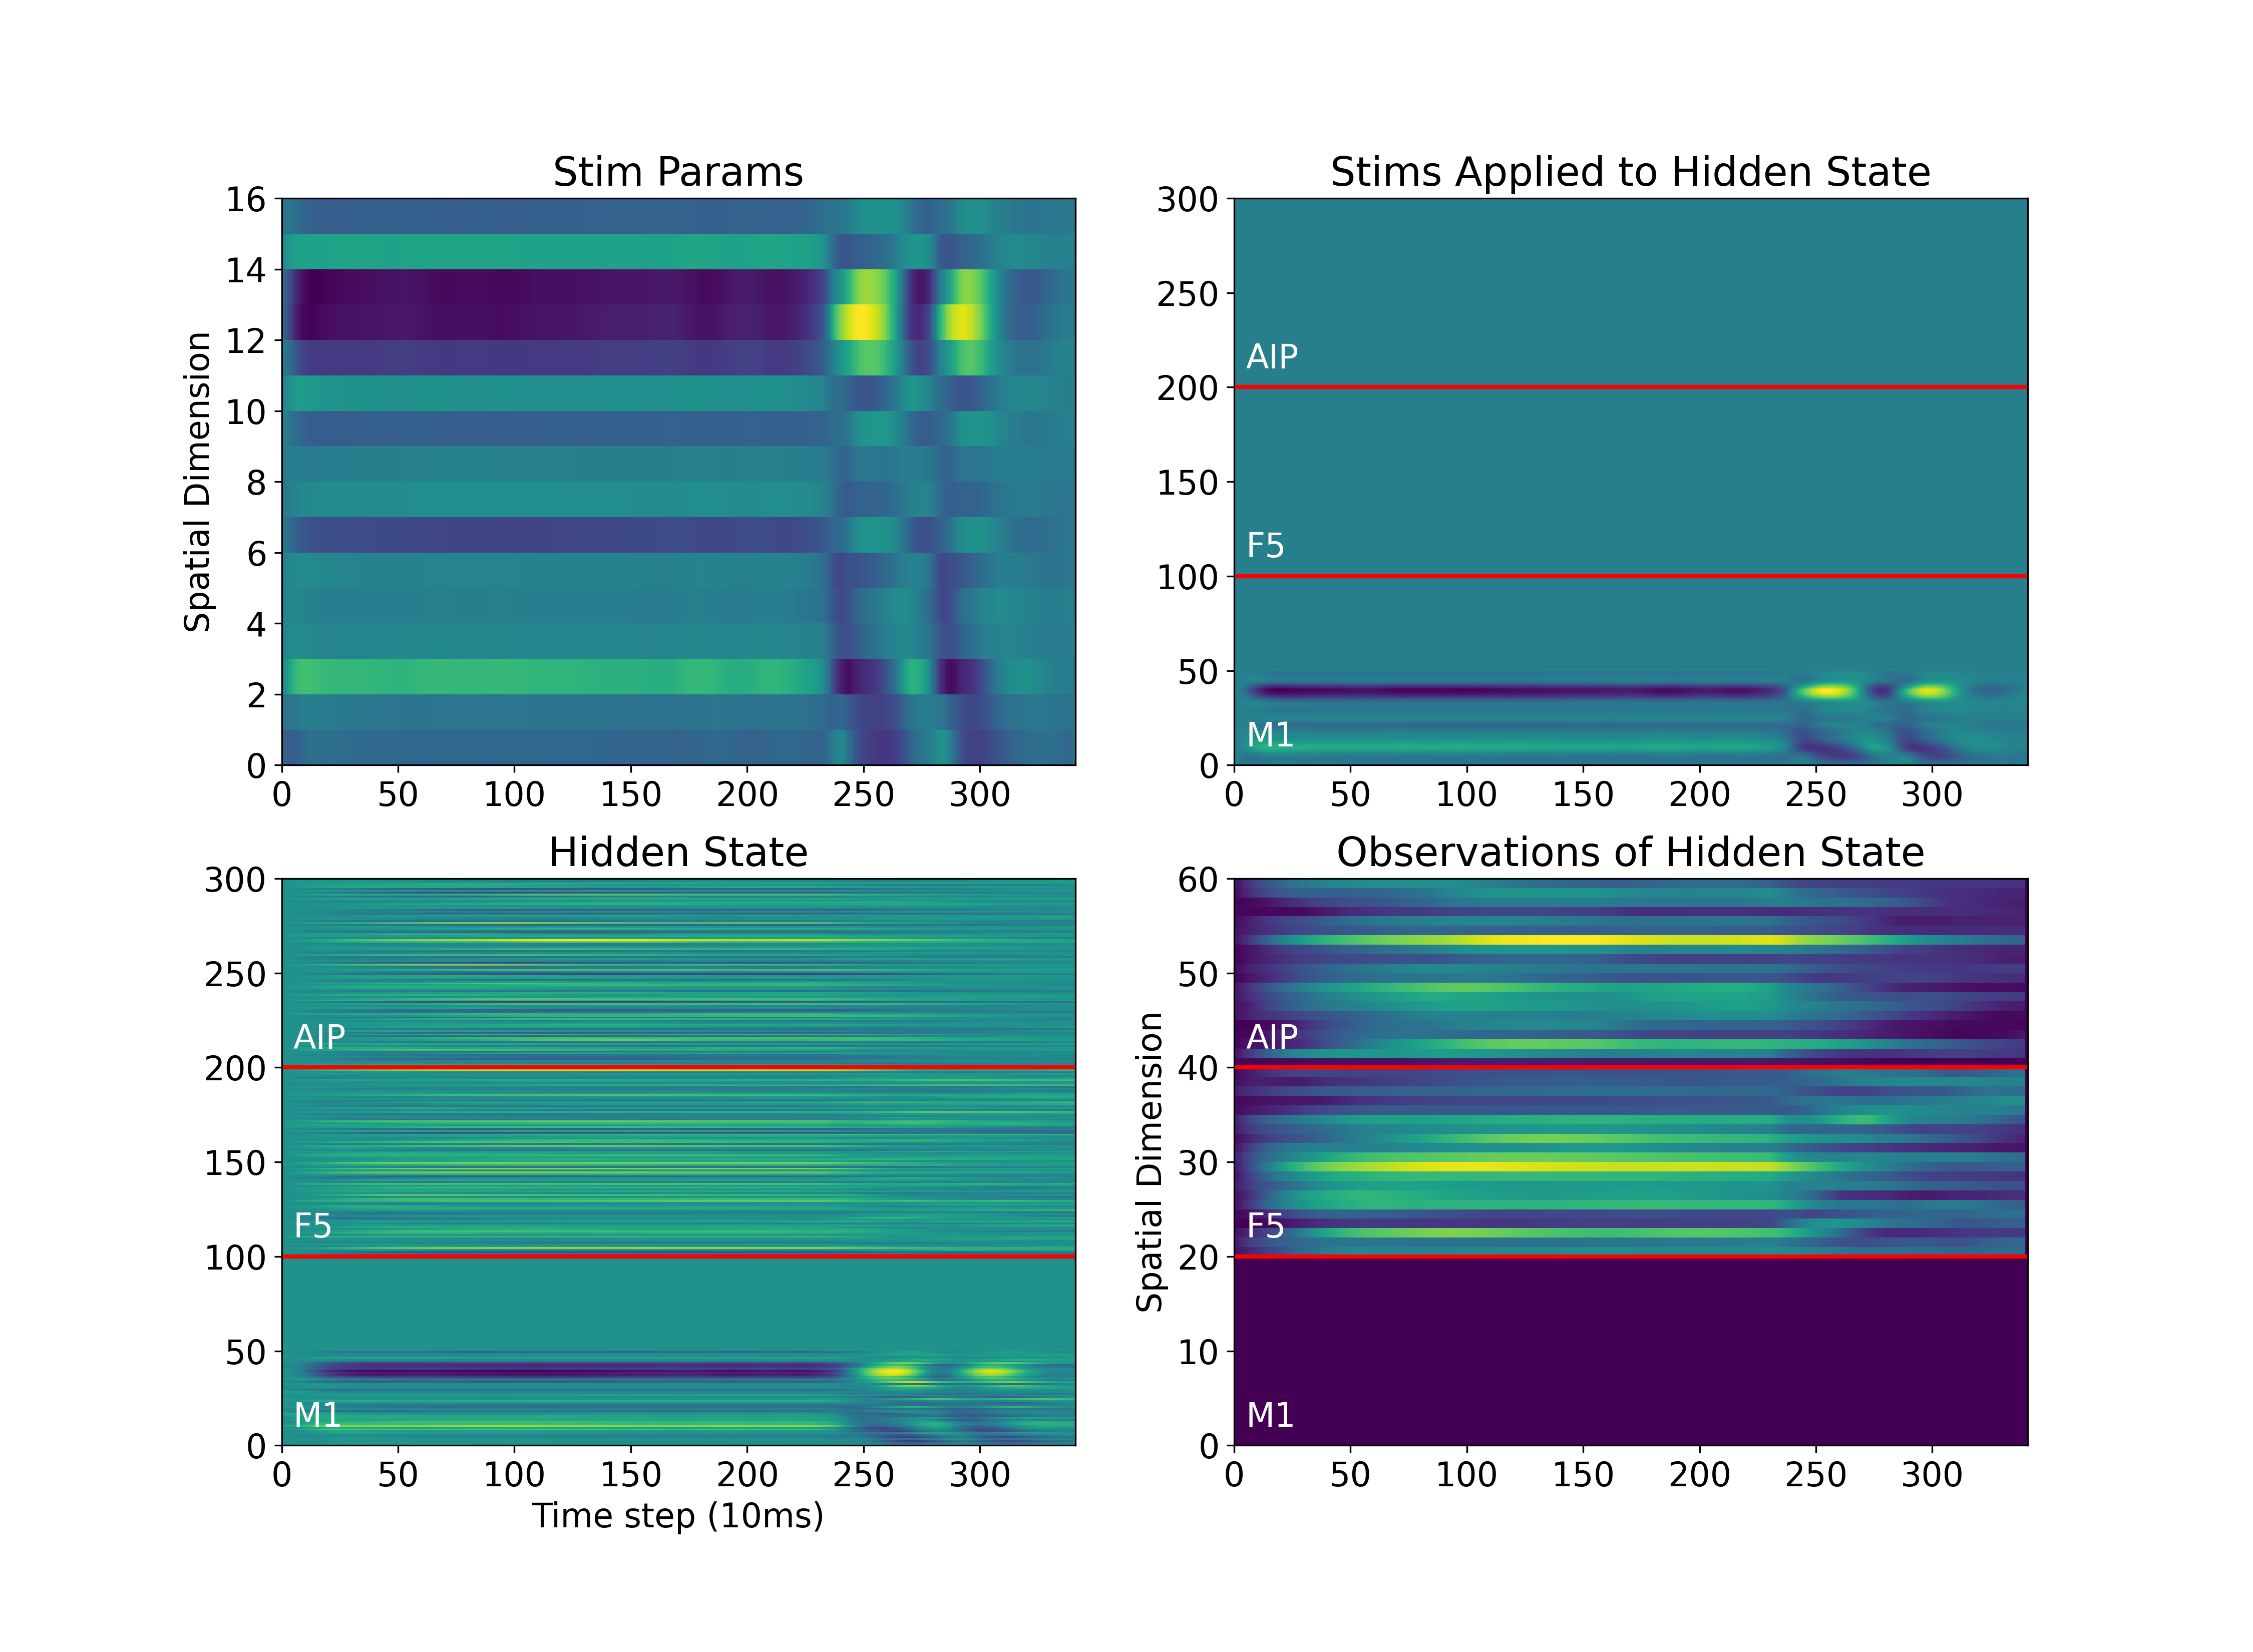 Stim Params
Stims Applied to Hidden State
16
14
12
10
8
6
4
2
0
Spatial Dimension
0 50 100 150 200 250 300
300
250
200
150
100
50
0
AIP
F5
M1
0 50 100 150 200 250 300
Hidden State
Observations of Hidden State
300
250
200
150
100
50
0
AIP
F5
M1
0 50 100 150 200 250 300
Time step (10ms)
60
50
40
30
20
10
0
Spatial Dimension
AIP
F5
M1
0 50 100 150 200 250 300